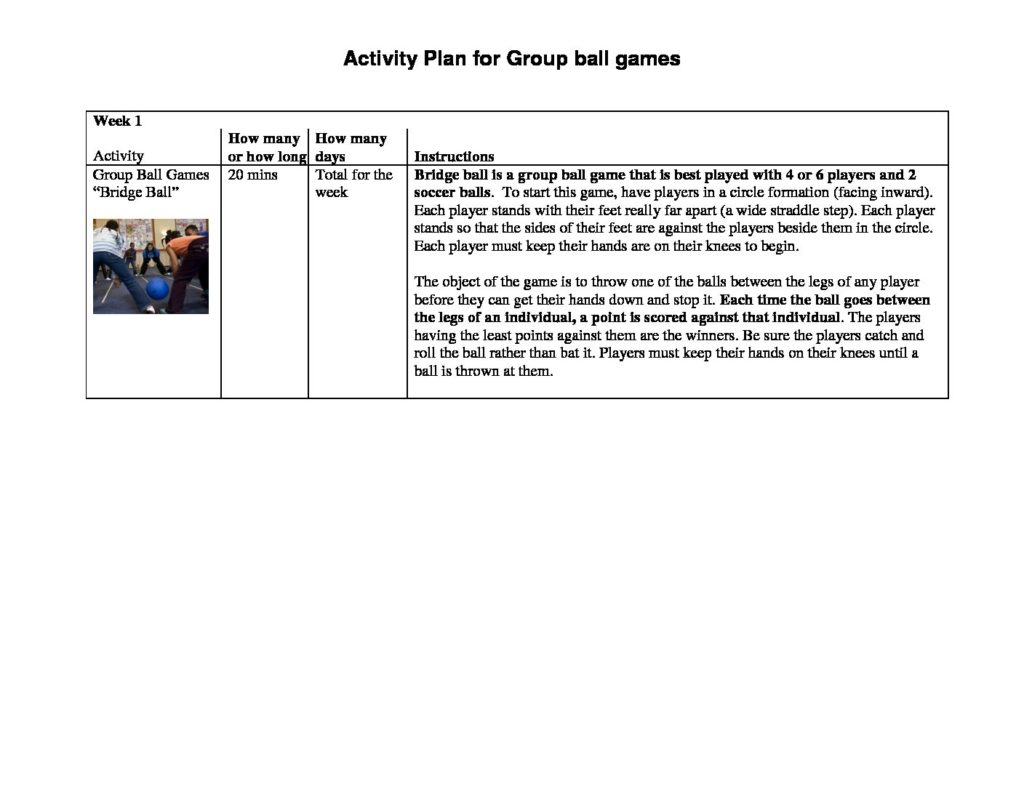 Activity Plan for Group ball games
Week 1
Activity
How many
or how long
How many
days
Instructions
Group Ball Games
“Bridge Ball”
20 mins
Total for the
week
Bridge ball is a group ball game that is best played with 4 or 6 players and 2
soccer balls. To start this game, have players in a circle formation (facing inward).
Each player stands with their feet really far apart (a wide straddle step). Each player
stands so that the sides of their feet are against the players beside them in the circle.
Each player must keep their hands are on their knees to begin.
The object of the game is to throw one of the balls between the legs of any player
before they can get their hands down and stop it. Each time the ball goes between
the legs of an individual, a point is scored against that individual. The players
having the least points against them are the winners. Be sure the players catch and
roll the ball rather than bat it. Players must keep their hands on their knees until a
ball is thrown at them.